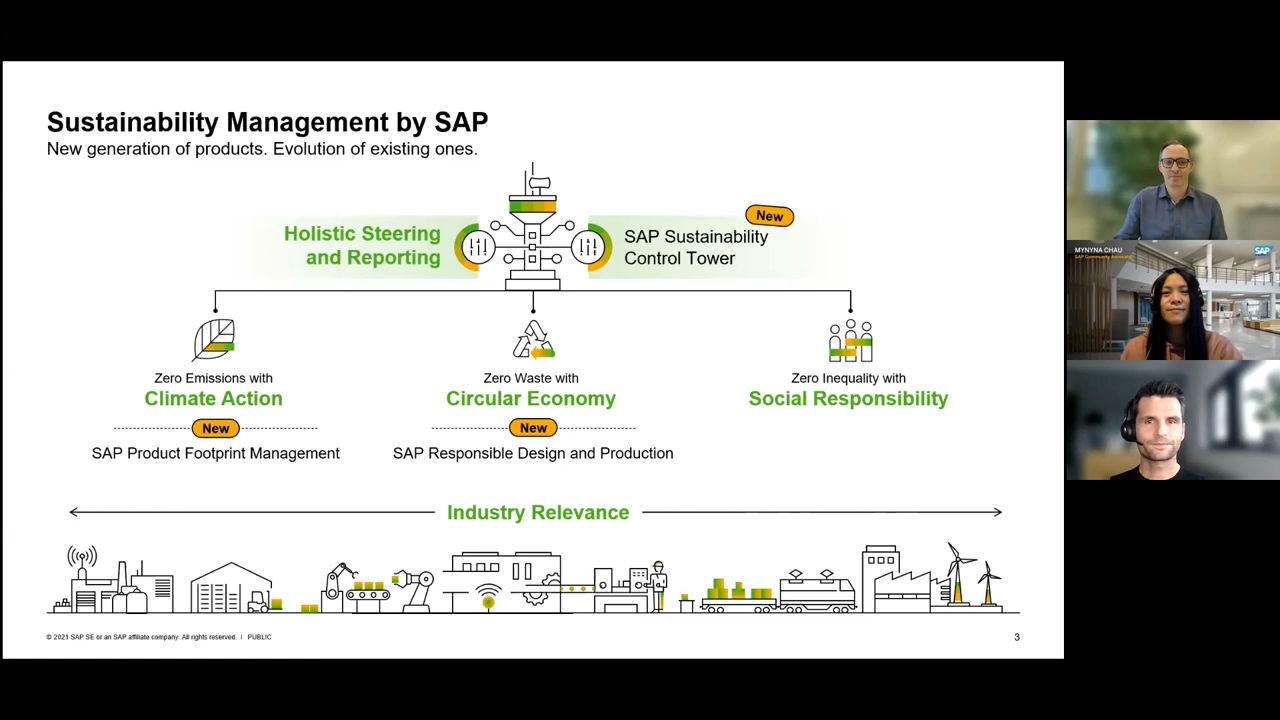 Sustainability Management by SAP
New generation of products. Evolution of existing ones.
Holistic Steering
and Reporting
New
SAP Sustainability
Control Tower
Zero Emissions with
Climate Action
New
SAP Product Footprint Management
Zero Waste with
Circular Economy
New
SAP Responsible Design and Production
Zero Inequality with
Social Responsibility
Industry Relevance
© 2021 SAP SE or an SAP affiliate company. All rights reserved. | PUBLIC
3
MYNYNA CHAU
SAP Community Advocate
SAP